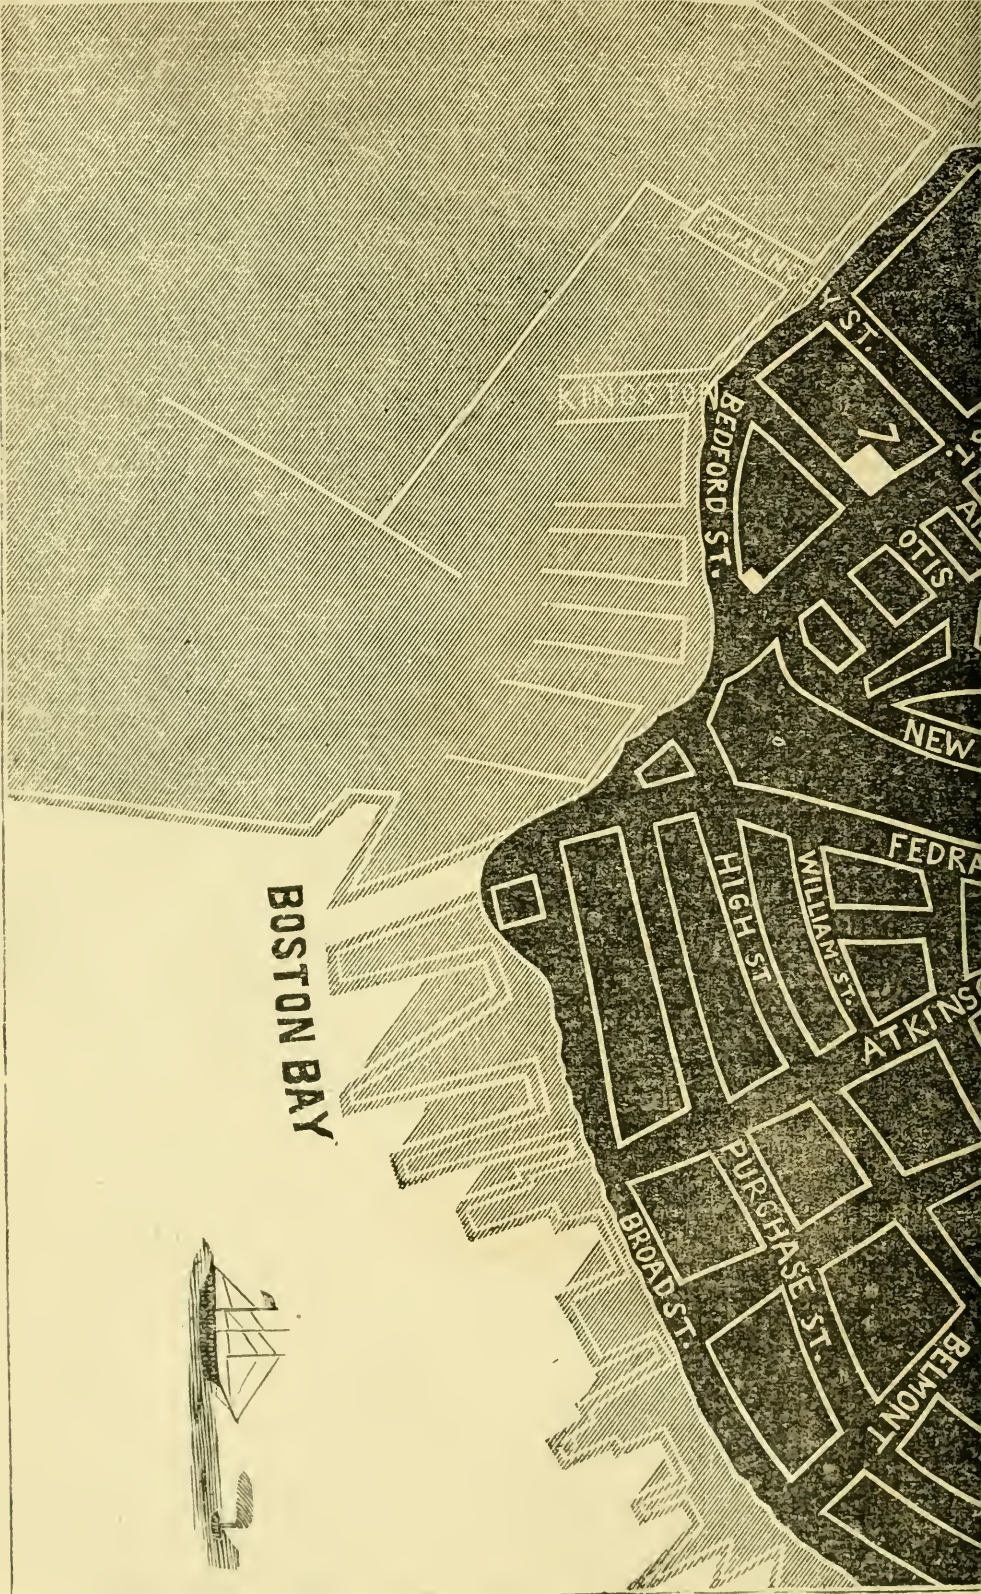 Y ST.
KINGSTON
BEDFORD ST.
7
OTIS
NEW
FEDRA
HIGH ST
WILLIAM ST.
ATKINS
PURCHASE ST.
BROAD ST.
BELMONT
BOSTON BAY